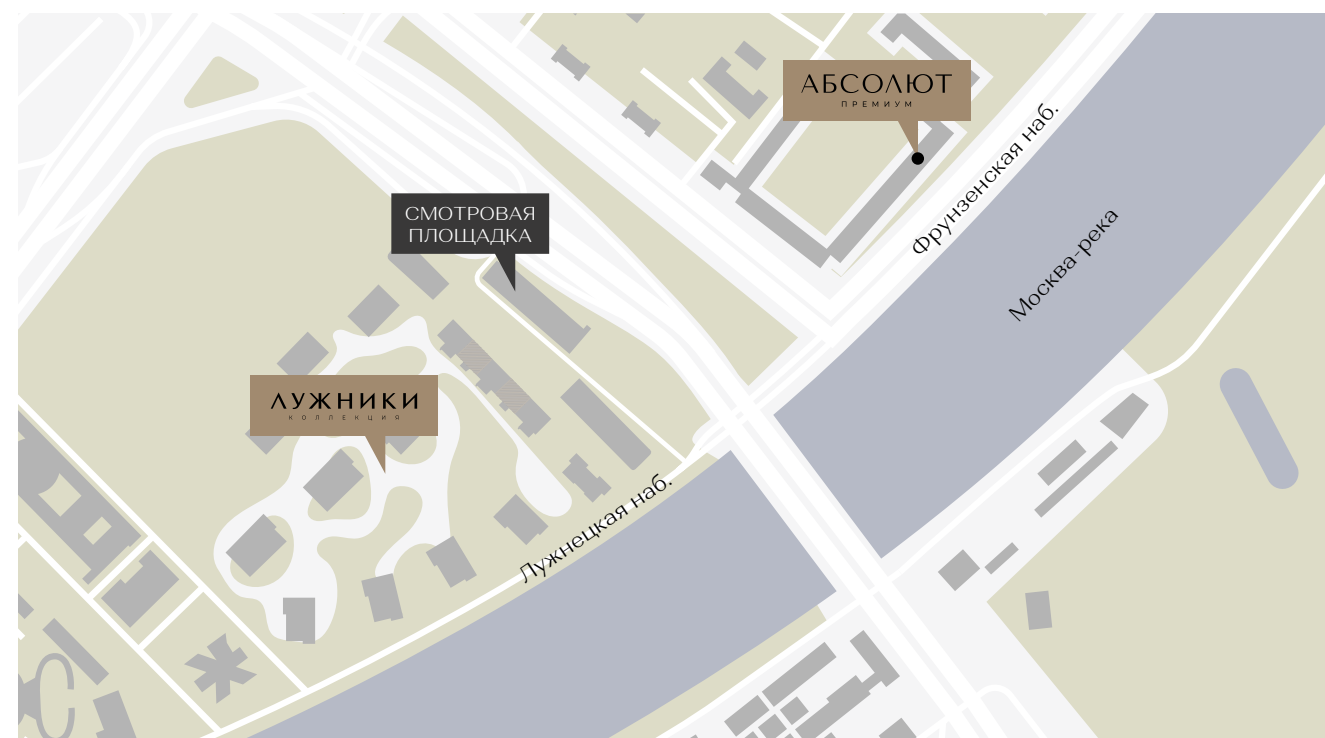 АБСОЛЮТ
ПРЕМИУМ
Фрунзенская наб.
СМОТРОВАЯ
ПЛОЩАДКА
Москва-река
ЛУЖНИКИ
КОЛЛЕКЦИЯ
Лужнецкая наб.